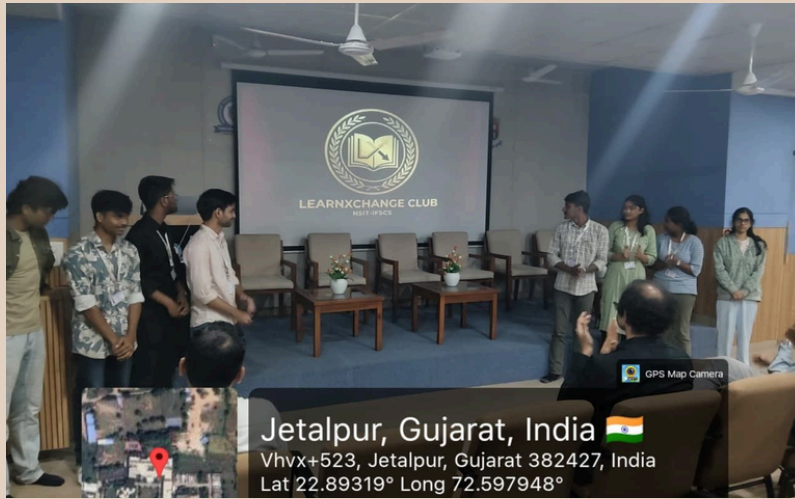 LEARNXCHANGE CLUB
NSIT-IFSCS
GPS Map Camera
Jetalpur, Gujarat, India
Vhvx+523, Jetalpur, Gujarat 382427, India
Lat 22.89319° Long 72.597948°